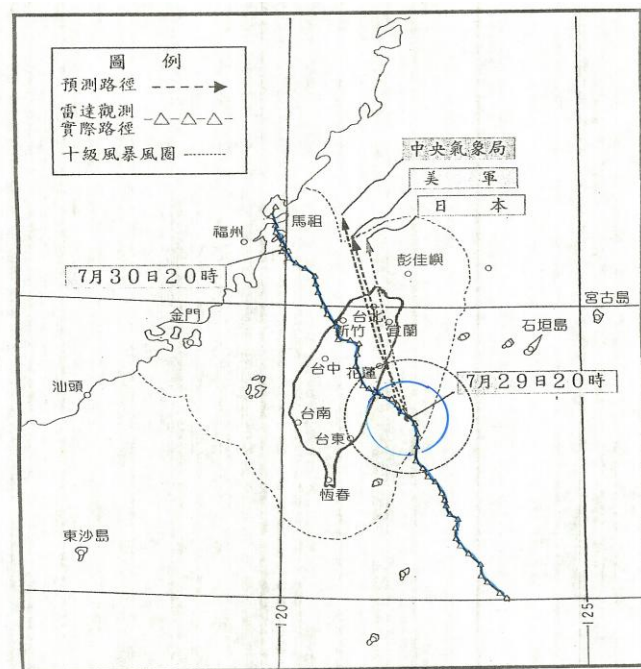 圖 例
預測路徑
雷達觀測
實際路徑
十級風暴風圈
中央氣象局
美 軍
日 本
馬祖
福州
彭佳嶼
7月30日20時
宮古島
金門
台北
新竹
宜蘭
石垣島
台中
花蓮
7月29日20時
汕頭
台南
台東
恆春
東沙島
120
125